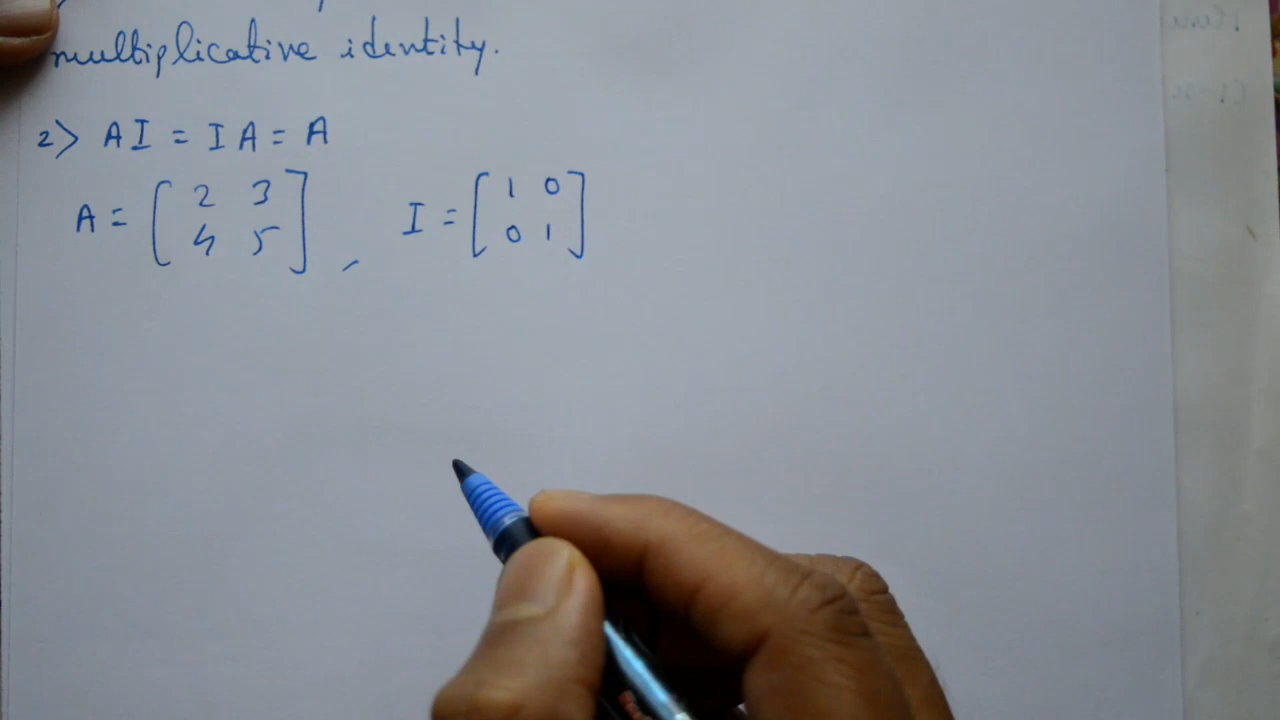 multiplicative identity.
2> AI = IA = A
A = [ 2 3 4 5 ] , I = [ 1 0 0 1 ]